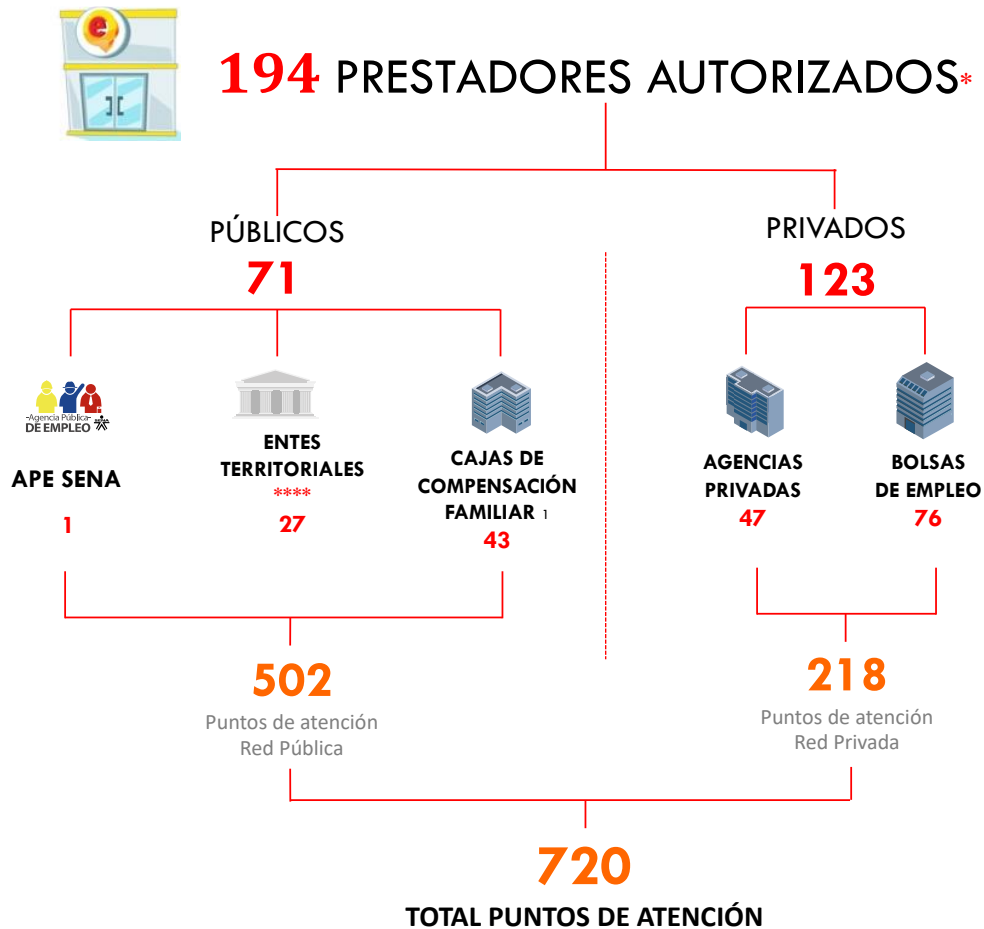 e
194 PRESTADORES AUTORIZADOS*
PÚBLICOS
71
PRIVADOS
123
-Agencia Pública-
DE EMPLEO
APE SENA
1
ENTES
TERRITORIALES
****
27
CAJAS DE
COMPENSACIÓN
FAMILIAR 1
43
AGENCIAS
PRIVADAS
47
BOLSAS
DE EMPLEO
76
502
Puntos de atención
Red Pública
218
Puntos de atención
Red Privada
720
TOTAL PUNTOS DE ATENCIÓN